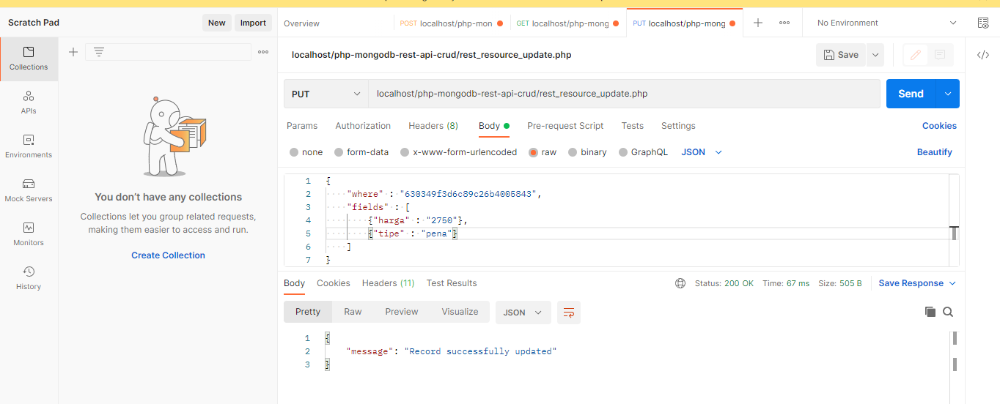 Scratch Pad
New
Import
Overview
POST localhost/php-mon
GET localhost/php-mong
PUT localhost/php-mong
No Environment
Collections
APIs
Environments
Mock Servers
Monitors
History
You don't have any collections
Collections let you group related requests,
making them easier to access and run.
Create Collection
localhost/php-mongodb-rest-api-crud/rest_resource_update.php
Save
PUT
localhost/php-mongodb-rest-api-crud/rest_resource_update.php
Send
Params
Authorization
Headers (8)
Body
Pre-request Script
Tests
Settings
Cookies
none
form-data
x-www-form-urlencoded
raw
binary
GraphQL
JSON
Beautify
1 {
2 "where" : "630349f3d6c89c26b4005843",
3 "fields" : [
4 {"harga" : "2750"},
5 {"tipe" : "pena"}
6 ]
7 }
Body
Cookies
Headers (11)
Test Results
Status: 200 OK
Time: 67 ms
Size: 505 B
Save Response
Pretty
Raw
Preview
Visualize
JSON
1 {
2 "message": "Record successfully updated"
3 }